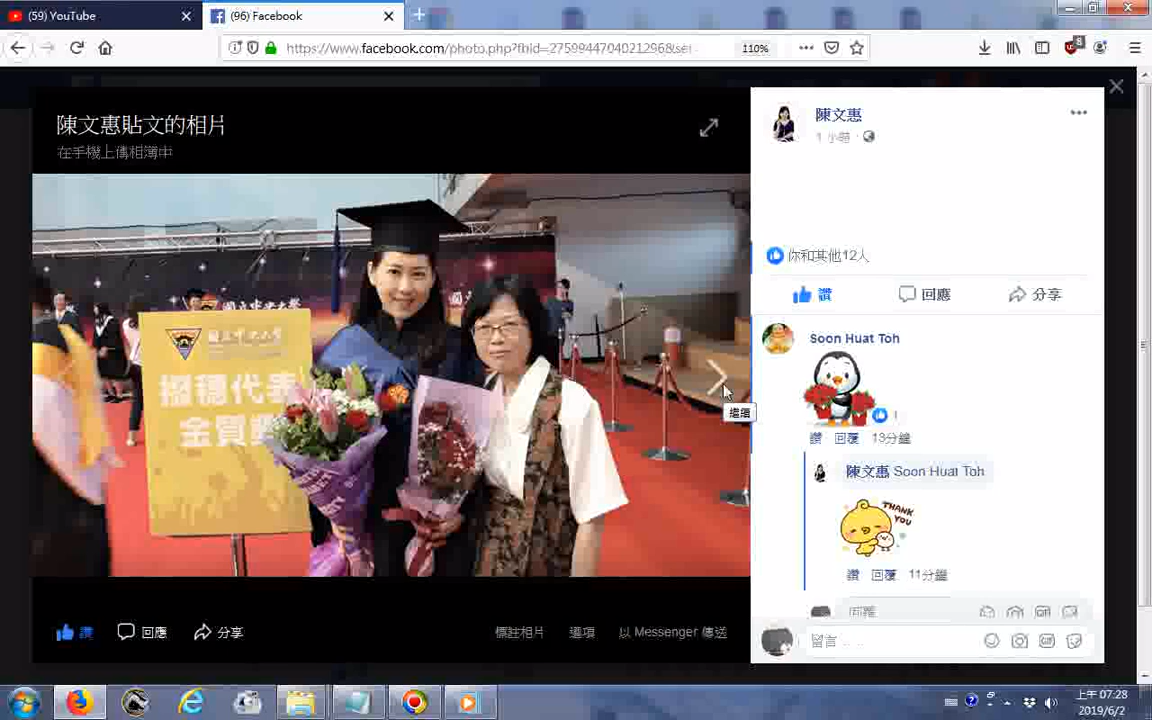 (59) YouTube
(96) Facebook
https://www.facebook.com/photo.php?fbid=2759944704021296&set
110%
8
陳文惠貼文的相片
在手機上傳相簿中
國立中央大學
撥穗代表
陳文惠
1 小時 ·
你和其他12人
讚 回應 分享
Soon Huat Toh
1
讚 回覆 13分鐘
陳文惠 Soon Huat Toh
THANK YOU
讚 回覆 11分鐘
回覆
GIF
留言……
GIF
繼續
讚 回應 分享
標註相片 選項 以 Messenger 傳送
上午 07:28
2019/6/2